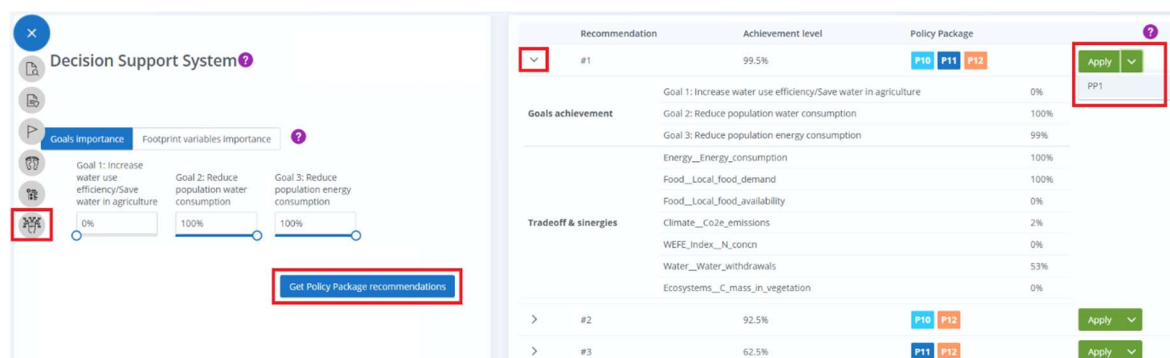 Decision Support System?
Goals importance Footprint variables importance ?
Goal 1: Increase
water use
efficiency/Save
water in agriculture
0%
Goal 2: Reduce
population water
consumption
100%
Goal 3: Reduce
population energy
consumption
100%
Get Policy Package recommendations
Recommendation Achievement level Policy Package ?
#1 99.5% P10 P11 P12 Apply
PP1
Goals achievement
Goal 1: Increase water use efficiency/Save water in agriculture 0%
Goal 2: Reduce population water consumption 100%
Goal 3: Reduce population energy consumption 99%
Tradeoff & sinergies
Energy__Energy_consumption 100%
Food__Local_food_demand 100%
Food__Local_food_availability 0%
Climate__Co2e_emissions 2%
WEFE_Index__N_concn 0%
Water__Water_withdrawals 53%
Ecosystems__C_mass_in_vegetation 0%
#2 92.5% P10 P12 Apply
#3 62.5% P11 P12 Apply